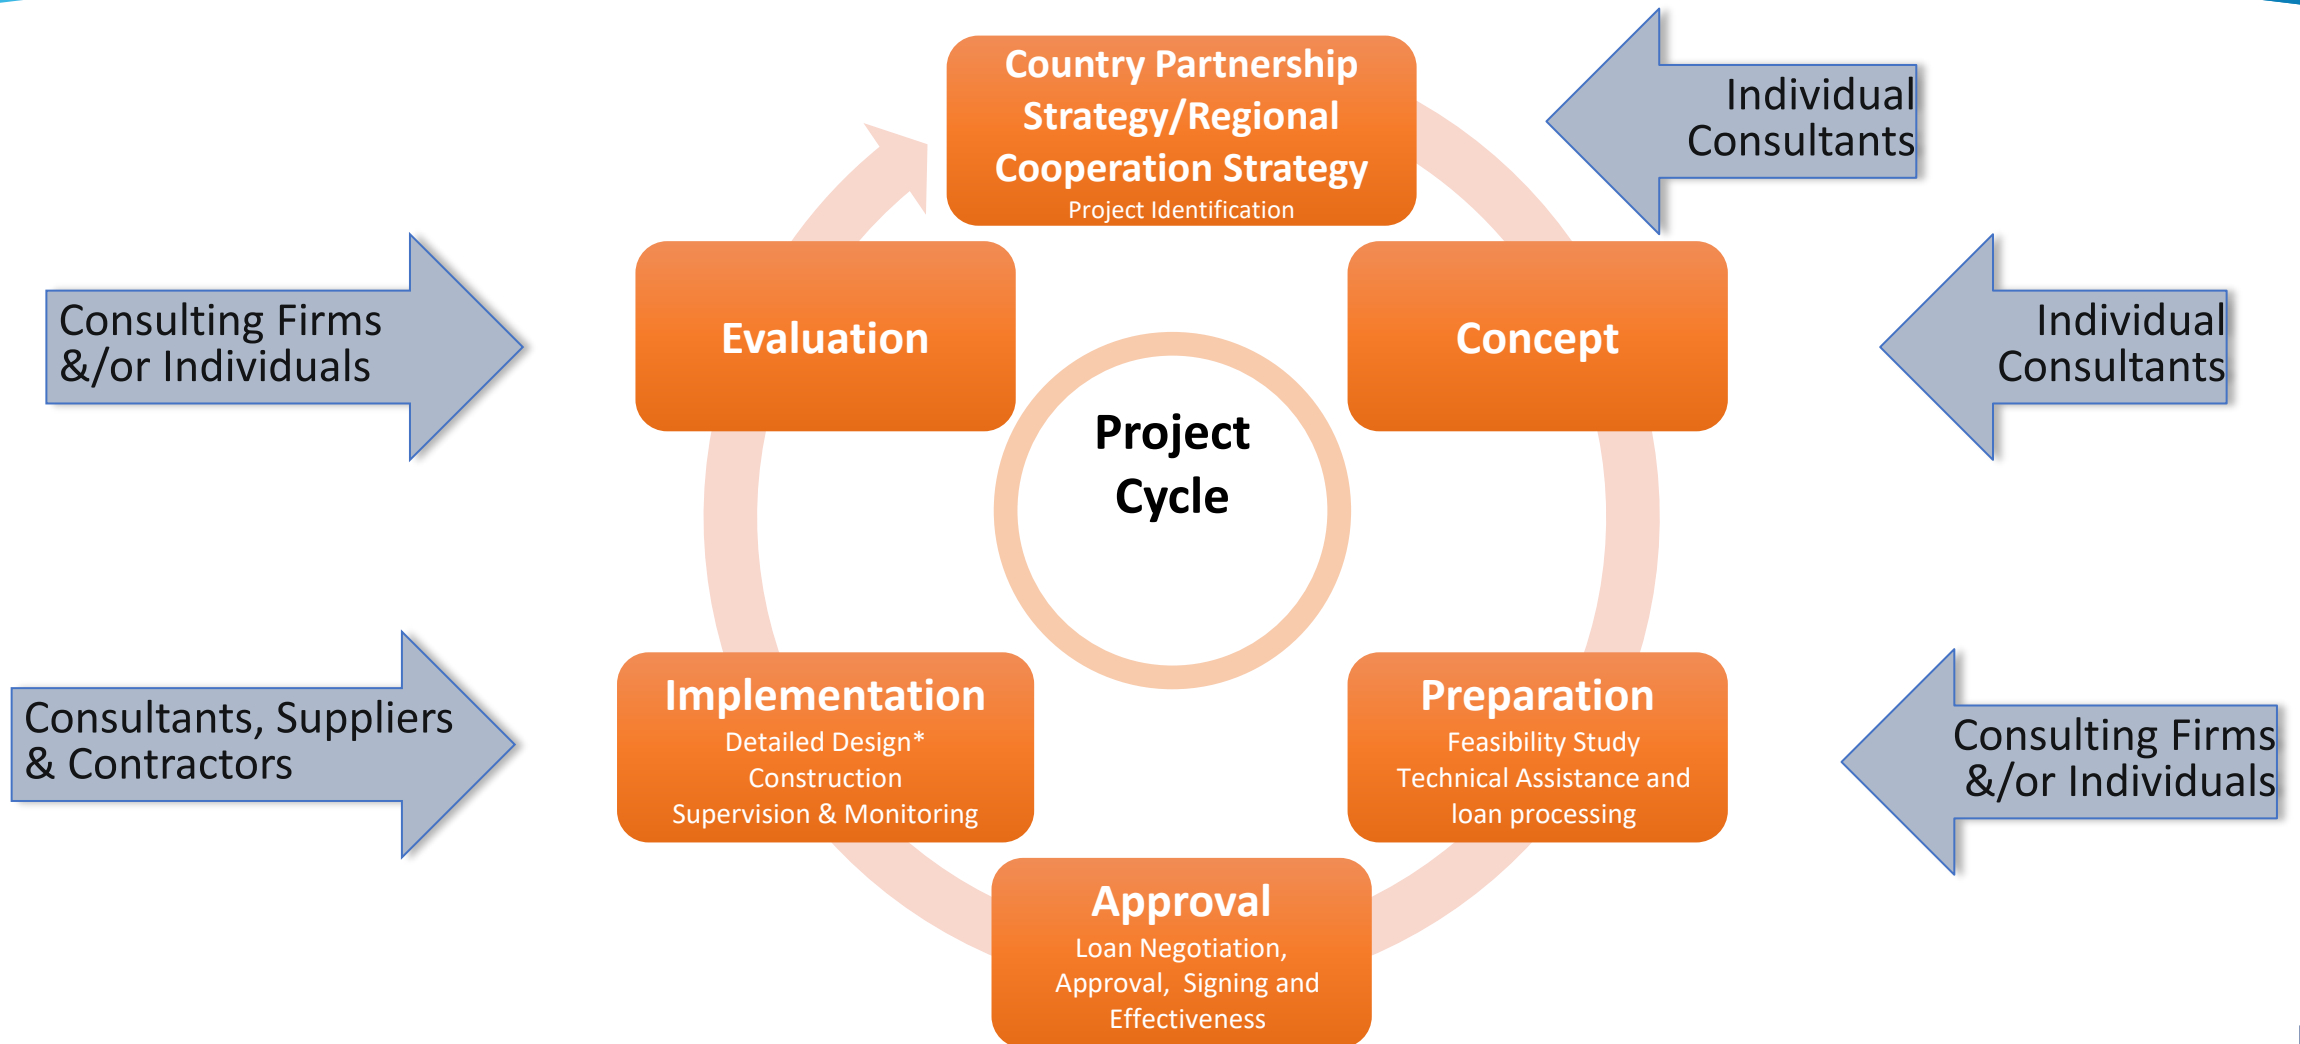 Country Partnership
Strategy/Regional
Cooperation Strategy
Project Identification
Individual
Consultants
Evaluation
Concept
Consulting Firms
&/or Individuals
Individual
Consultants
Project
Cycle
Implementation
Detailed Design*
Construction
Supervision & Monitoring
Preparation
Feasibility Study
Technical Assistance and
loan processing
Consultants, Suppliers
& Contractors
Consulting Firms
&/or Individuals
Approval
Loan Negotiation,
Approval,  Signing and
Effectiveness